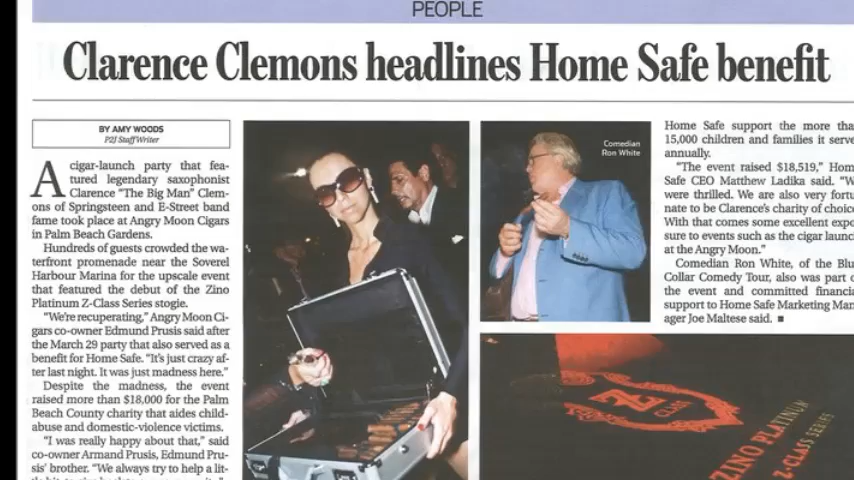 PEOPLE
Clarence Clemons headlines Home Safe benefit
BY AMY WOODS
P2J Staff Writer
A cigar-launch party that fea-
tured legendary saxophonist
Clarence "The Big Man" Clem-
ons of Springsteen and E-Street band
fame took place at Angry Moon Cigars
in Palm Beach Gardens.
Hundreds of guests crowded the wa-
terfront promenade near the Soverel
Harbour Marina for the upscale event
that featured the debut of the Zino
Platinum Z-Class Series stogie.
"We're recuperating," Angry Moon Ci-
gars co-owner Edmund Prusis said after
the March 29 party that also served as a
benefit for Home Safe. "It's just crazy af-
ter last night. It was just madness here."
Despite the madness, the event
raised more than $18,000 for the Palm
Beach County charity that aides child-
abuse and domestic-violence victims.
"I was really happy about that," said
co-owner Armand Prusis, Edmund Pru-
sis' brother. "We always try to help a lit-
Comedian
Ron White
Z
CLASS
ZINO PLATINUM
Z-CLASS SERIES
Home Safe support the more tha
15,000 children and families it serve
annually.
"The event raised $18,519," Hom
Safe CEO Matthew Ladika said. "W
were thrilled. We are also very fortu
nate to be Clarence's charity of choice
With that comes some excellent expo
sure to events such as the cigar launc
at the Angry Moon."
Comedian Ron White, of the Blu
Collar Comedy Tour, also was part o
the event and committed financia
support to Home Safe Marketing Man
ager Joe Maltese said.